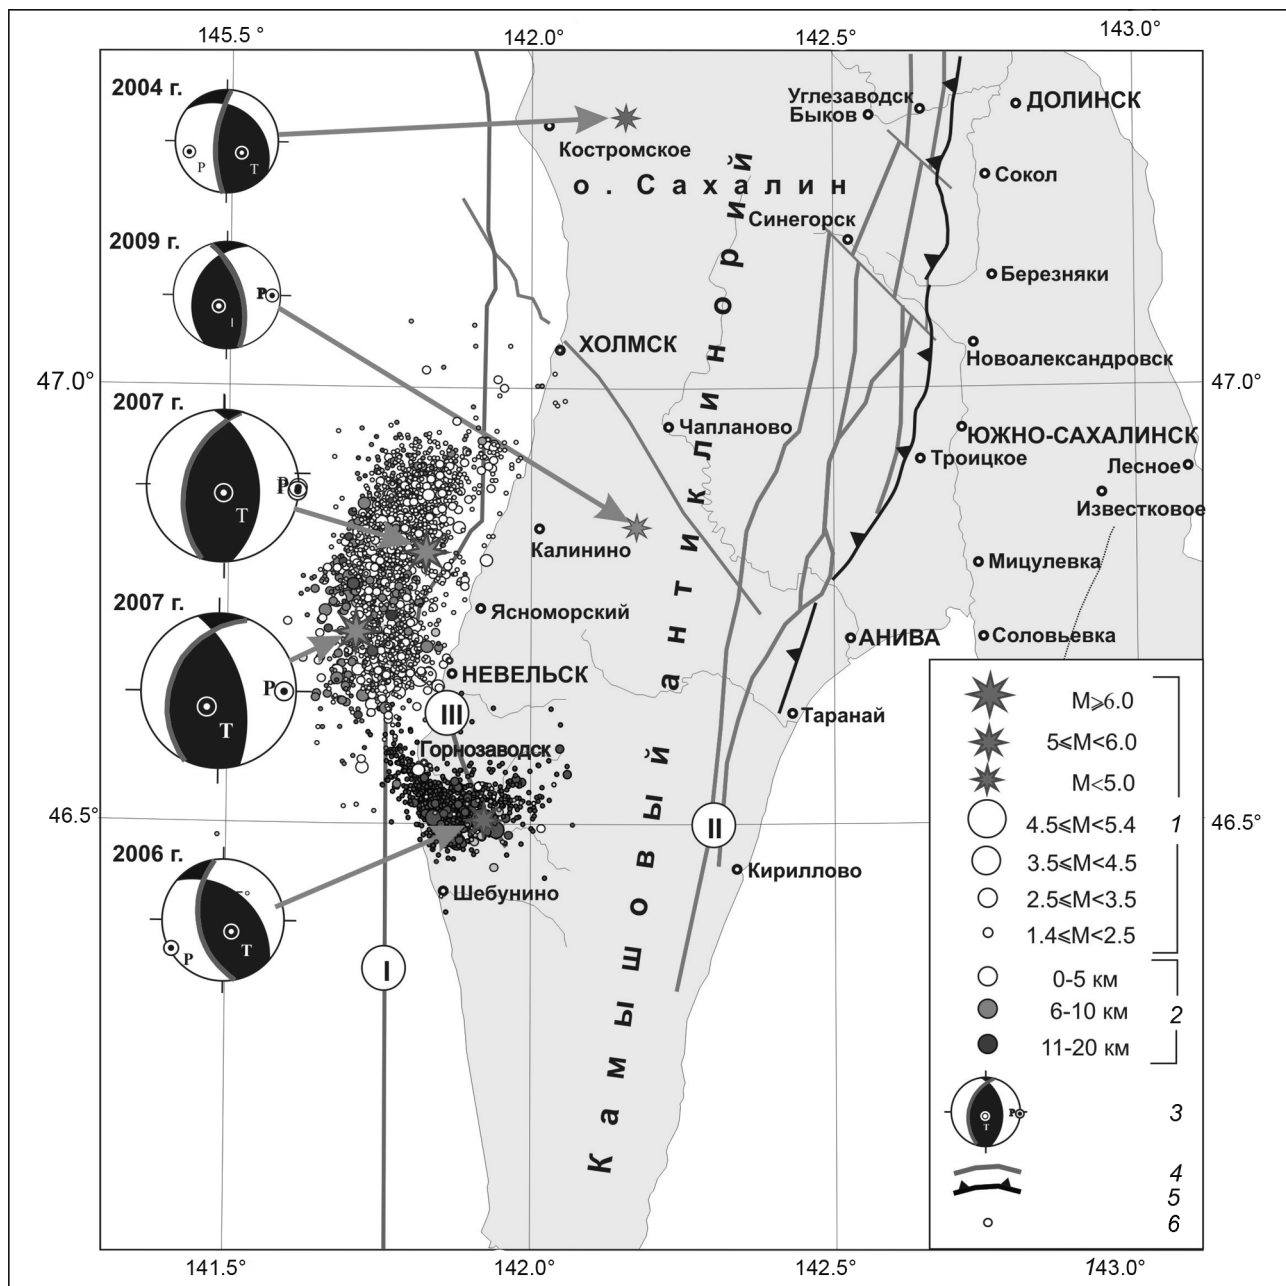 145.5 °
142.0°
142.5°
143.0°
2004 г.
P
T
Костромское
Углезаводск
Быков
ДОЛИНСК
о. Сахалин
Сокол
Синегорск
2009 г.
P
Березняки
ХОЛМСК
Новоалександровск
47.0°
47.0°
2007 г.
P
T
Чапланово
ЮЖНО-САХАЛИНСК
Троицкое
Лесное
Известковое
Калинино
Мицулевка
2007 г.
P
T
Ясноморский
АНИВА
Соловьевка
НЕВЕЛЬСК
III
Таранай
Горнозаводск
Камышовый антиклинорий
46.5°
II
46.5°
2006 г.
P
T
Кириллово
Шебунино
I
M⩾6.0
5⩽M<6.0
M<5.0
4.5⩽M<5.4
1
3.5⩽M<4.5
2.5⩽M<3.5
1.4⩽M<2.5
0-5 км
6-10 км
2
11-20 км
P
T
3
4
5
6
141.5°
142.0°
142.5°
143.0°